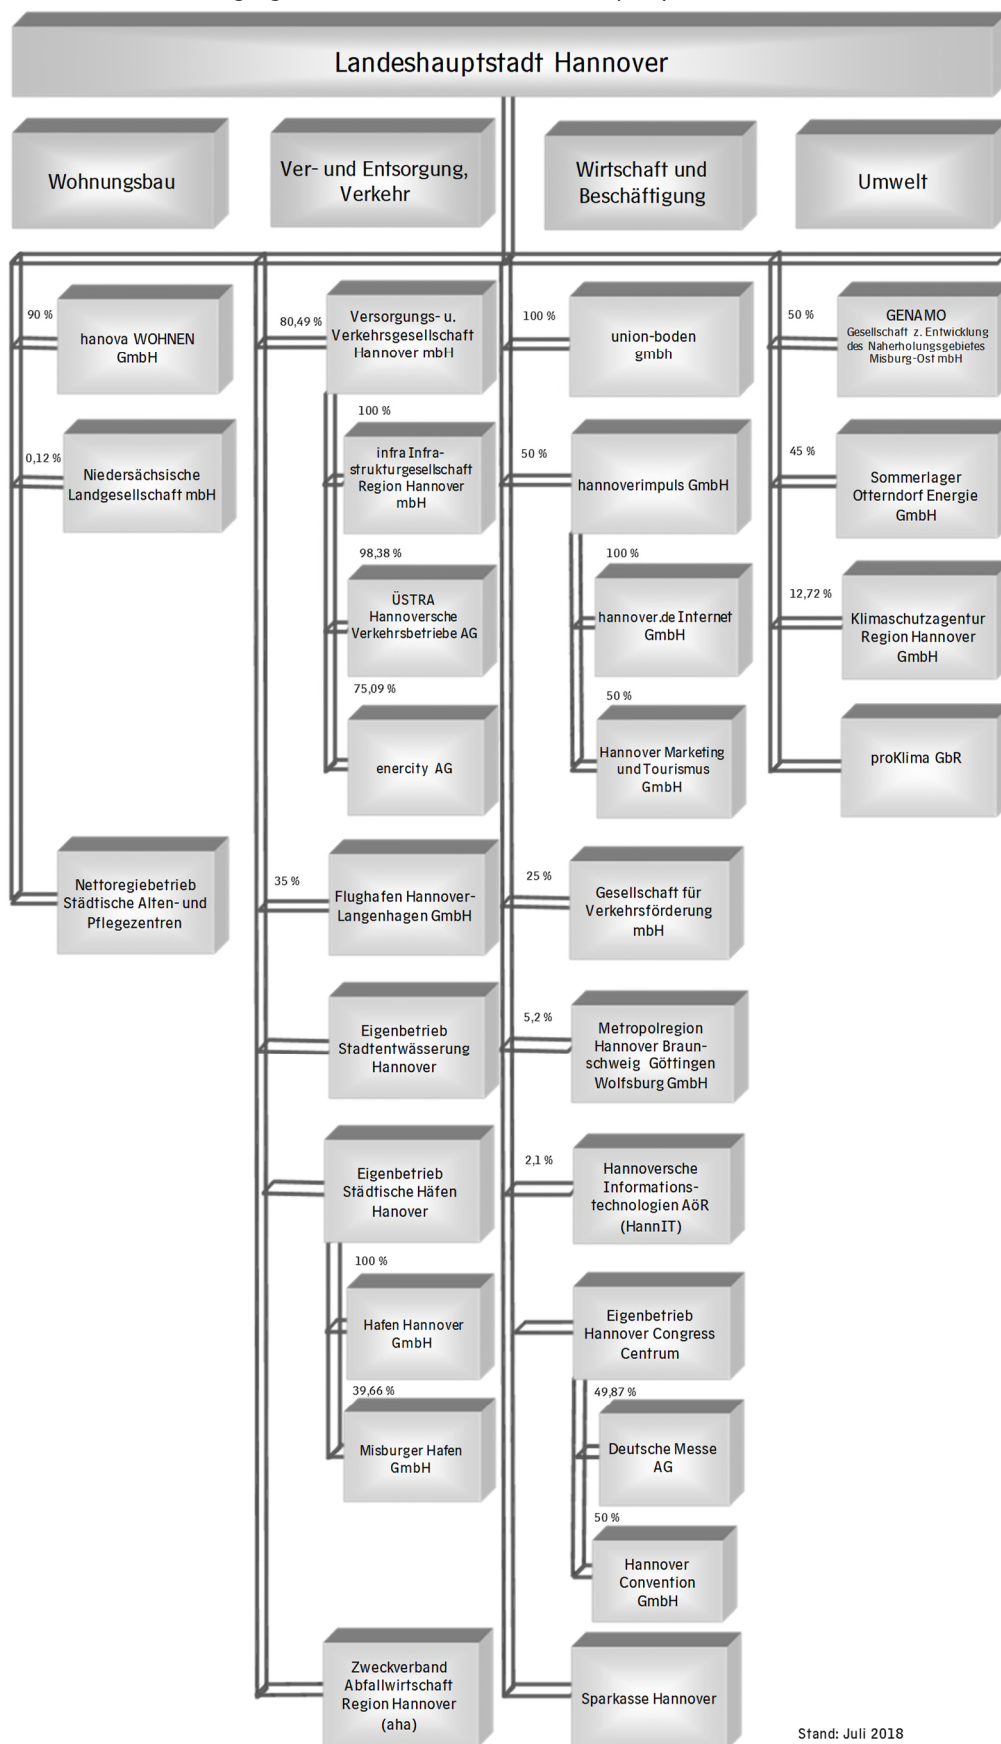 Landeshauptstadt Hannover
Wohnungsbau
Ver- und Entsorgung,
Verkehr
Wirtschaft und
Beschäftigung
Umwelt
90 %
hanova WOHNEN
GmbH
0,12 %
Niedersächsische
Landgesellschaft mbH
Nettoregiebetrieb
Städtische Alten- und
Pflegezentren
80,49 %
Versorgungs- u.
Verkehrsgesellschaft
Hannover mbH
100 %
infra Infra-
strukturgesellschaft
Region Hannover
mbH
98,38 %
ÜSTRA
Hannoversche
Verkehrsbetriebe AG
75,09 %
enercity AG
35 %
Flughafen Hannover-
Langenhagen GmbH
Eigenbetrieb
Stadtentwässerung
Hannover
Eigenbetrieb
Städtische Häfen
Hanover
100 %
Hafen Hannover
GmbH
39,66 %
Misburger Hafen
GmbH
Zweckverband
Abfallwirtschaft
Region Hannover
(aha)
100 %
union-boden
gmbh
50 %
hannoverimpuls GmbH
100 %
hannover.de Internet
GmbH
50 %
Hannover Marketing
und Tourismus
GmbH
25 %
Gesellschaft für
Verkehrsförderung
mbH
5,2 %
Metropolregion
Hannover Braun-
schweig Göttingen
Wolfsburg GmbH
2,1 %
Hannoversche
Informations-
technologien AöR
(HannIT)
Eigenbetrieb
Hannover Congress
Centrum
49,87 %
Deutsche Messe
AG
50 %
Hannover
Convention
GmbH
Sparkasse Hannover
50 %
GENAMO
Gesellschaft z. Entwicklung
des Naherholungsgebietes
Misburg-Ost mbH
45 %
Sommerlager
Otterndorf Energie
GmbH
12,72 %
Klimaschutzagentur
Region Hannover
GmbH
proKlima GbR
Stand: Juli 2018